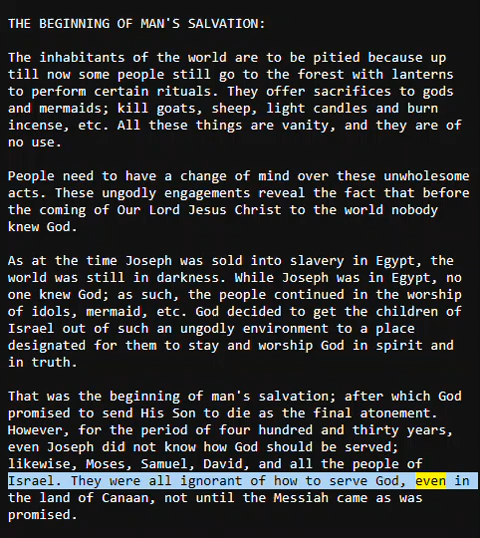 THE BEGINNING OF MAN'S SALVATION:
The inhabitants of the world are to be pitied because up
till now some people still go to the forest with lanterns
to perform certain rituals. They offer sacrifices to gods
and mermaids; kill goats, sheep, light candles and burn
incense, etc. All these things are vanity, and they are of
no use.
People need to have a change of mind over these unwholesome
acts. These ungodly engagements reveal the fact that before
the coming of Our Lord Jesus Christ to the world nobody
knew God.
As at the time Joseph was sold into slavery in Egypt, the
world was still in darkness. While Joseph was in Egypt, no
one knew God; as such, the people continued in the worship
of idols, mermaid, etc. God decided to get the children of
Israel out of such an ungodly environment to a place
designated for them to stay and worship God in spirit and
in truth.
That was the beginning of man's salvation; after which God
promised to send His Son to die as the final atonement.
However, for the period of four hundred and thirty years,
even Joseph did not know how God should be served;
likewise, Moses, Samuel, David, and all the people of
Israel. They were all ignorant of how to serve God, even in
the land of Canaan, not until the Messiah came as was
promised.